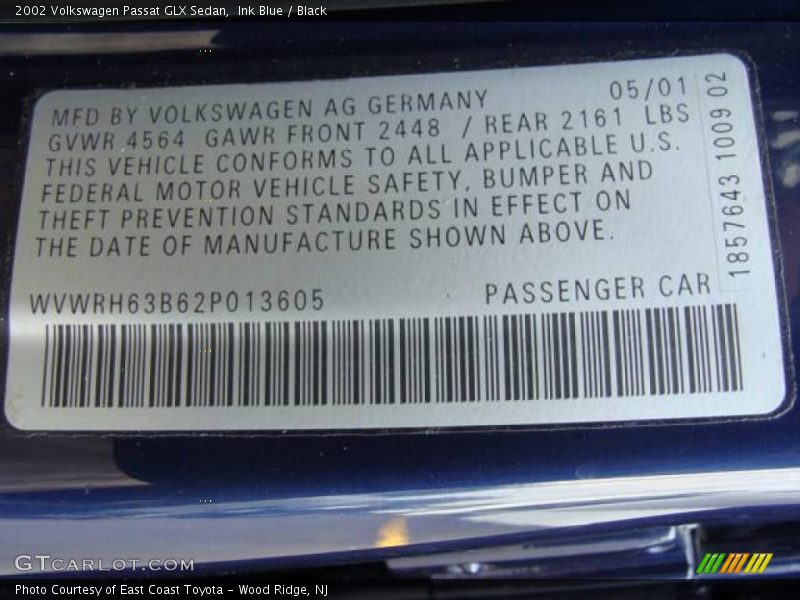 2002 Volkswagen Passat GLX Sedan,  Ink Blue / Black
MFD BY VOLKSWAGEN AG GERMANY 05/01
GVWR 4564 GAWR FRONT 2448 / REAR 2161 LBS
THIS VEHICLE CONFORMS TO ALL APPLICABLE U.S.
FEDERAL MOTOR VEHICLE SAFETY, BUMPER AND
THEFT PREVENTION STANDARDS IN EFFECT ON
THE DATE OF MANUFACTURE SHOWN ABOVE.
1857643 1009 02
WVWRH63B62P013605 PASSENGER CAR
GTCARLOT.COM
Photo Courtesy of East Coast Toyota – Wood Ridge, NJ